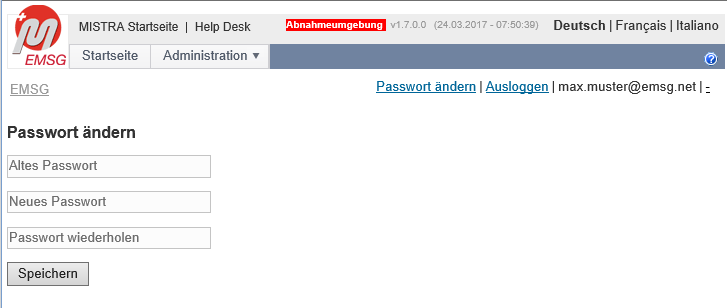 EMSG
MISTRA Startseite | Help Desk
Abnahmeumgebung v1.7.0.0 (24.03.2017 - 07:50:39)
Deutsch | Français | Italiano
Startseite Administration ▼ ?
EMSG
Passwort ändern | Ausloggen | max.muster@emsg.net | -
Passwort ändern
Altes Passwort
Neues Passwort
Passwort wiederholen
Speichern